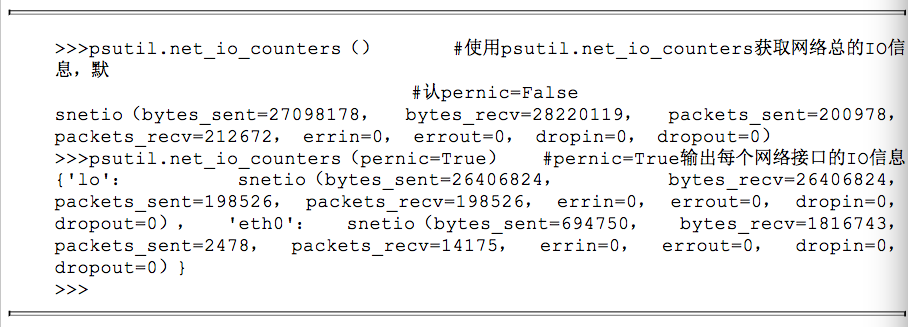 >>>psutil.net_io_counters（） #使用psutil.net_io_counters获取网络总的IO信
息，默
#认pernic=False
snetio（bytes_sent=27098178， bytes_recv=28220119， packets_sent=200978，
packets_recv=212672， errin=0， errout=0， dropin=0， dropout=0）
>>>psutil.net_io_counters（pernic=True） #pernic=True输出每个网络接口的IO信息
{'lo'： snetio（bytes_sent=26406824， bytes_recv=26406824，
packets_sent=198526， packets_recv=198526， errin=0， errout=0， dropin=0，
dropout=0）， 'eth0'： snetio（bytes_sent=694750， bytes_recv=1816743，
packets_sent=2478， packets_recv=14175， errin=0， errout=0， dropin=0，
dropout=0）}
>>>